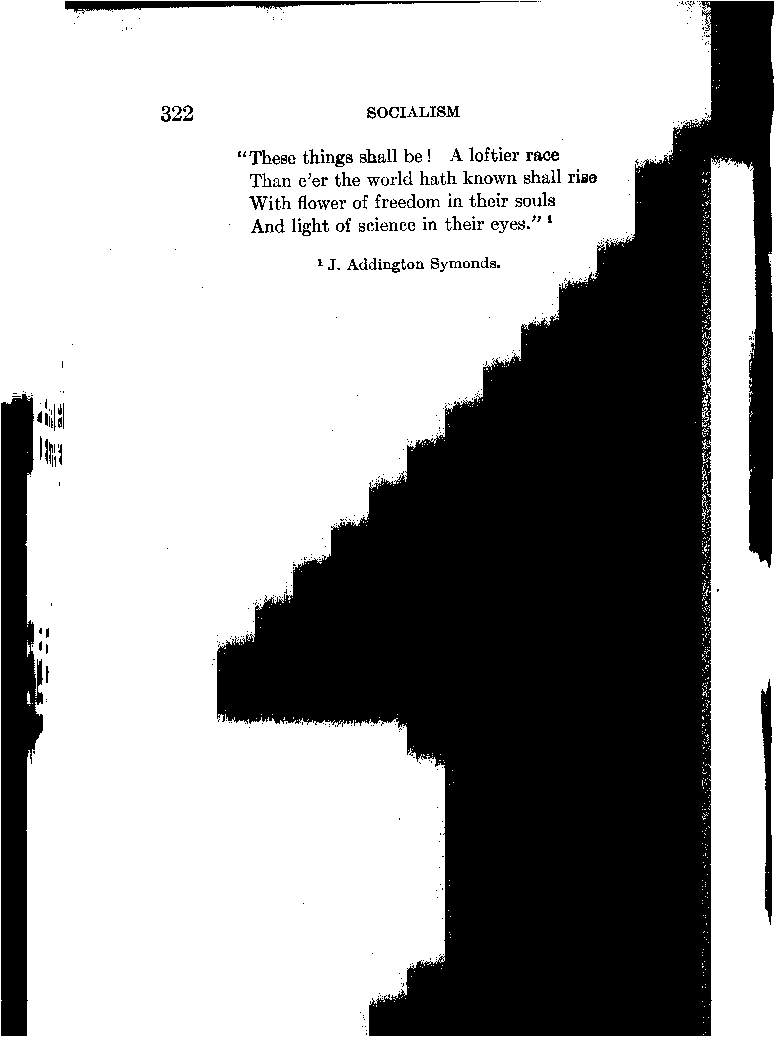 322 SOCIALISM
"These things shall be! A loftier race
Than e'er the world hath known shall rise
With flower of freedom in their souls
And light of science in their eyes." ¹
¹ J. Addington Symonds.